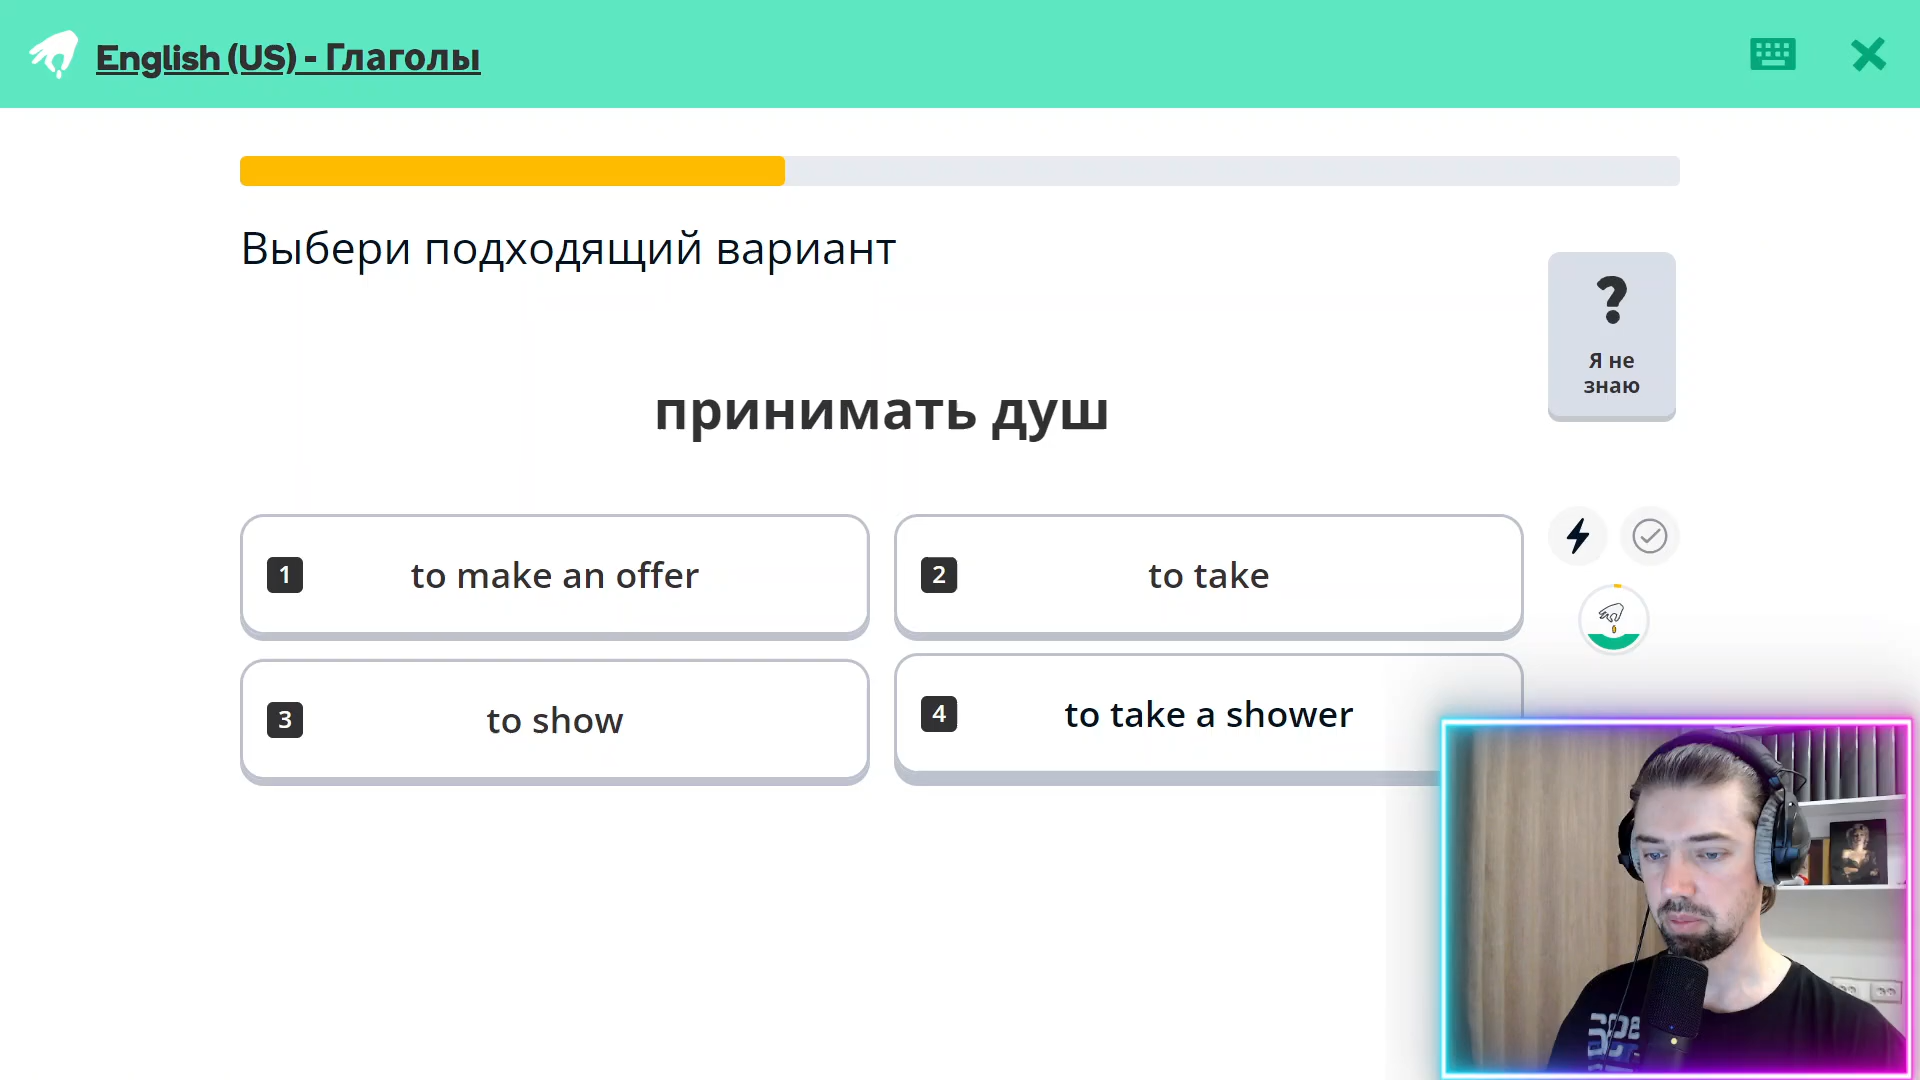 English (US) - Глаголы
Выбери подходящий вариант
?
Я не
знаю
принимать душ
1 to make an offer
2 to take
3 to show
4 to take a shower